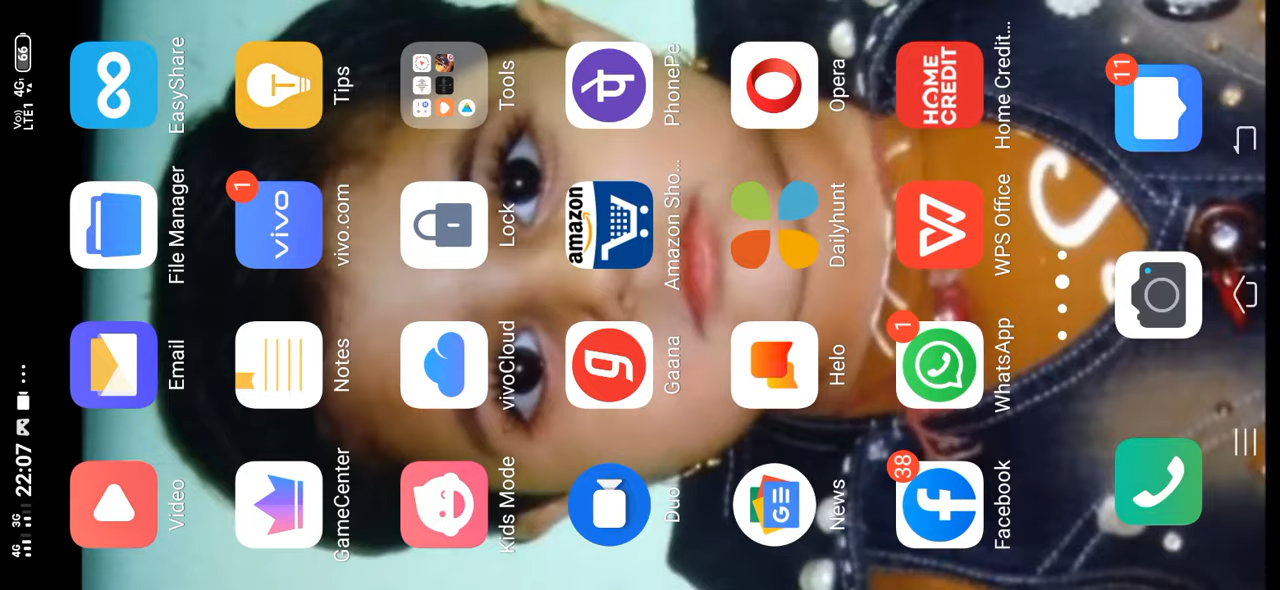 4G 3G 22:07 Vo)) LTE1 4G 66
Video Email File Manager EasyShare
1
vivo
GameCenter Notes vivo.com Tips
Kids Mode vivoCloud Lock Tools
g amazon पे
Duo Gaana Amazon Sho... PhonePe
GE
News Helo Dailyhunt Opera
38 1 HOME CREDIT
f W
Facebook WhatsApp WPS Office Home Credit...
11